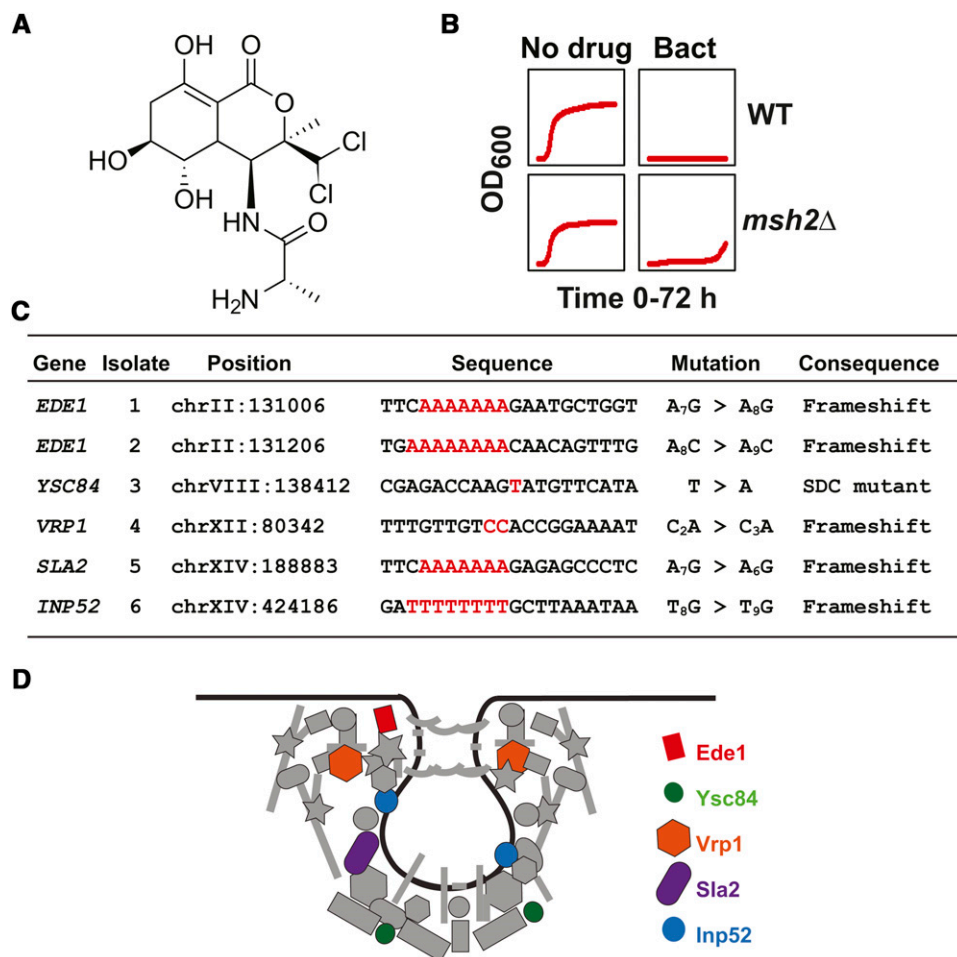 A
OH
O
O
Cl
HO
OH
Cl
HN
O
H₂N
B
No drug Bact
OD600
WT
msh2Δ
Time 0-72 h
C
Gene Isolate Position Sequence Mutation Consequence
EDE1 1 chrII:131006 TTCAAAAAAAGAATGCTGGT A₇G > A₈G Frameshift
EDE1 2 chrII:131206 TGAAAAAAAACAACAGTTTG A₈C > A₉C Frameshift
YSC84 3 chrVIII:138412 CGAGACCAAGTATGTTCATA T > A SDC mutant
VRP1 4 chrXII:80342 TTTGTTGTCCACCGGAAAAT C₂A > C₃A Frameshift
SLA2 5 chrXIV:188883 TTCAAAAAAAGAGAGCCCTC A₇G > A₆G Frameshift
INP52 6 chrXIV:424186 GATTTTTTTTGCTTAAATAA T₈G > T₉G Frameshift
D
Ede1
Ysc84
Vrp1
Sla2
Inp52